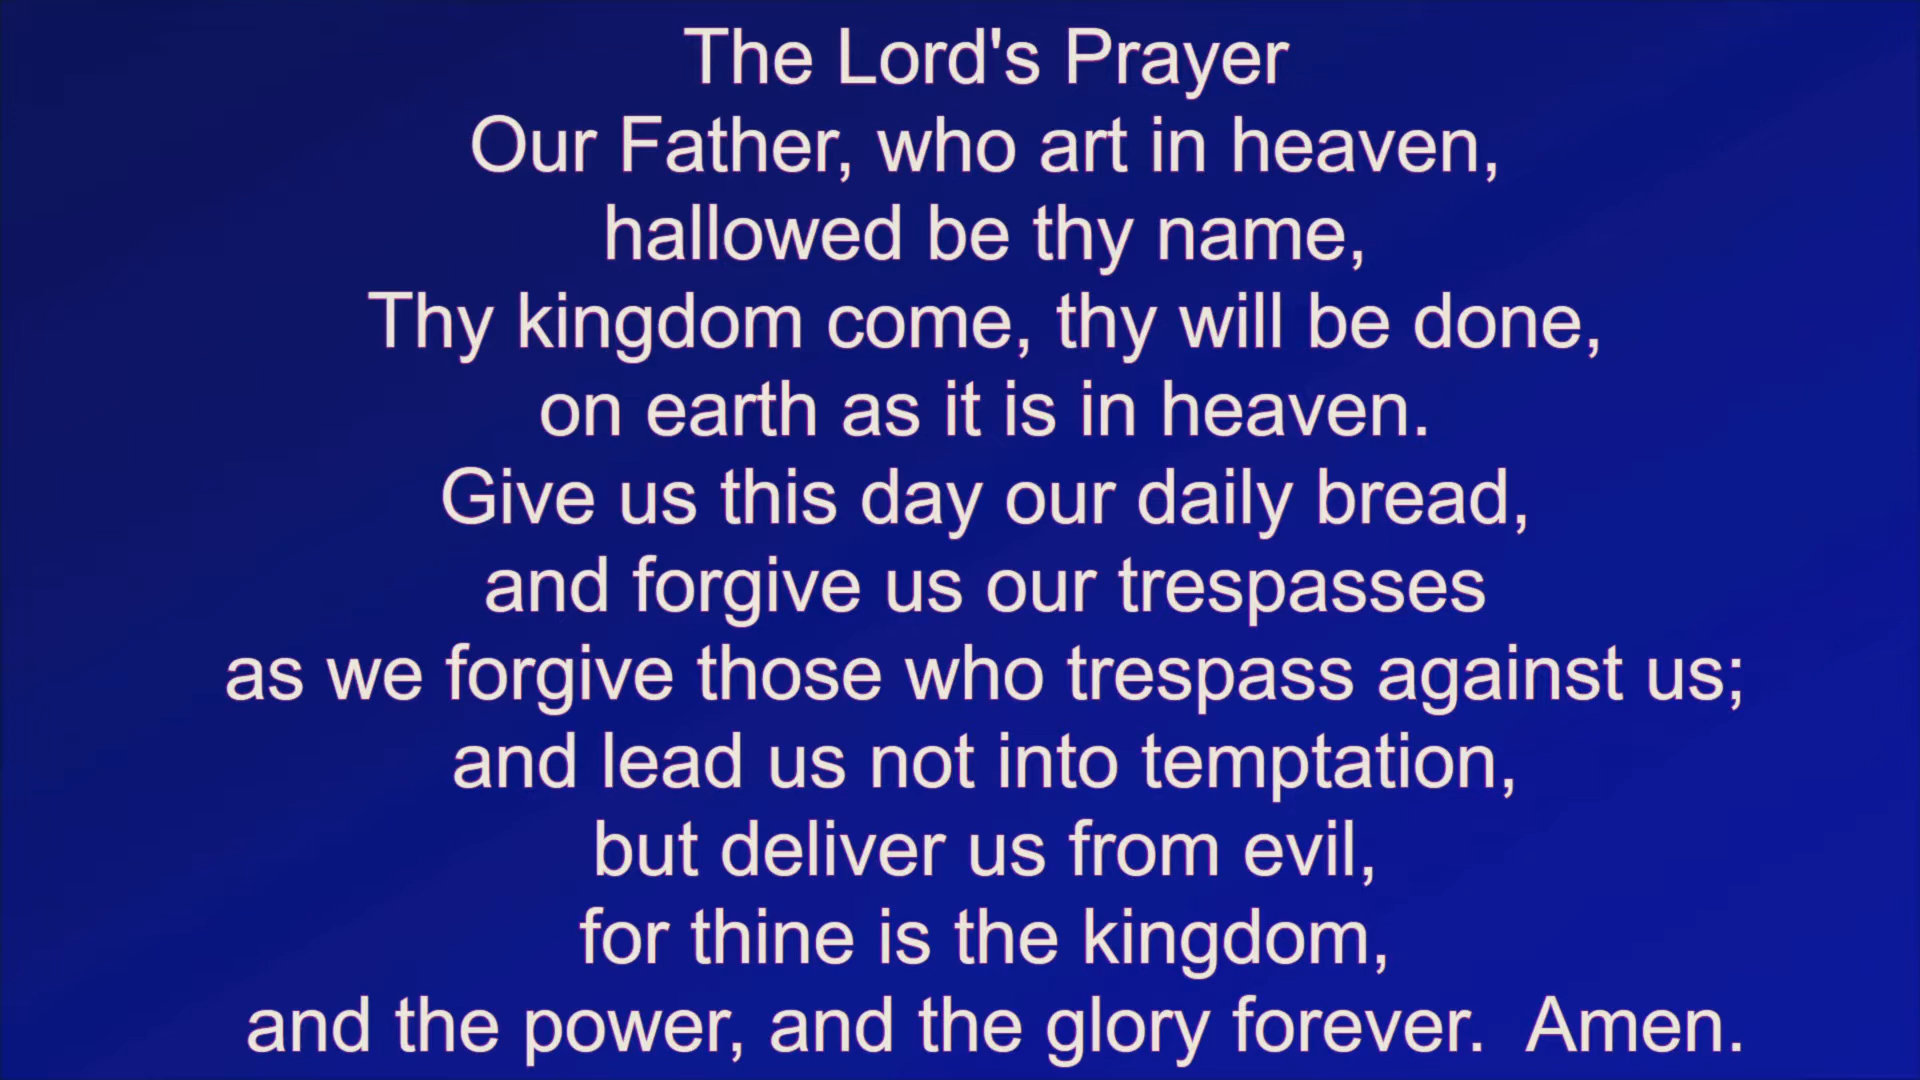 The Lord's Prayer
Our Father, who art in heaven,
hallowed be thy name,
Thy kingdom come, thy will be done,
on earth as it is in heaven.
Give us this day our daily bread,
and forgive us our trespasses
as we forgive those who trespass against us;
and lead us not into temptation,
but deliver us from evil,
for thine is the kingdom,
and the power, and the glory forever.  Amen.